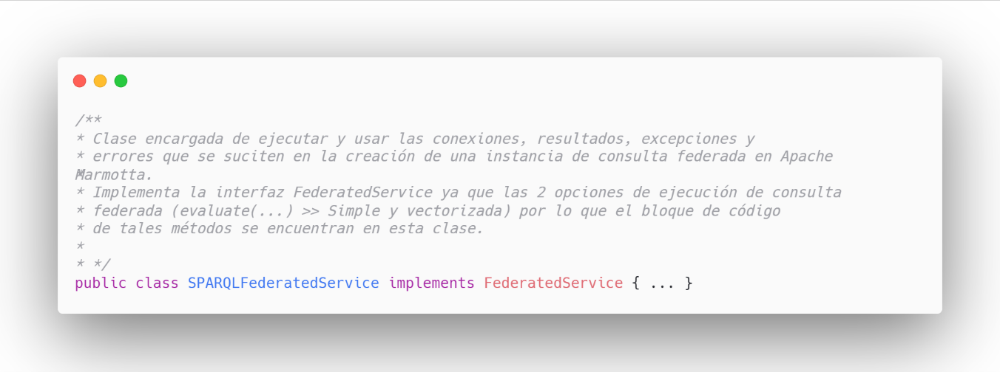 /**
* Clase encargada de ejecutar y usar las conexiones, resultados, excepciones y
* errores que se suciten en la creación de una instancia de consulta federada en Apache
Marmotta.
*
* Implementa la interfaz FederatedService ya que las 2 opciones de ejecución de consulta
* federada (evaluate(...) >> Simple y vectorizada) por lo que el bloque de código
* de tales métodos se encuentran en esta clase.
*
* */
public class SPARQLFederatedService implements FederatedService { ... }